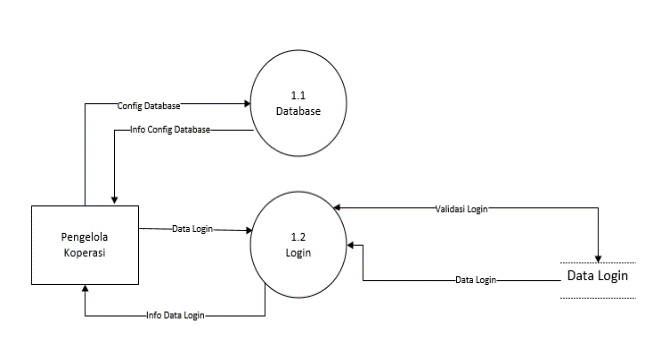 1.1
Database
Config Database
Info Config Database
Pengelola
Koperasi
Data Login
1.2
Login
Validasi Login
Data Login
Data Login
Info Data Login